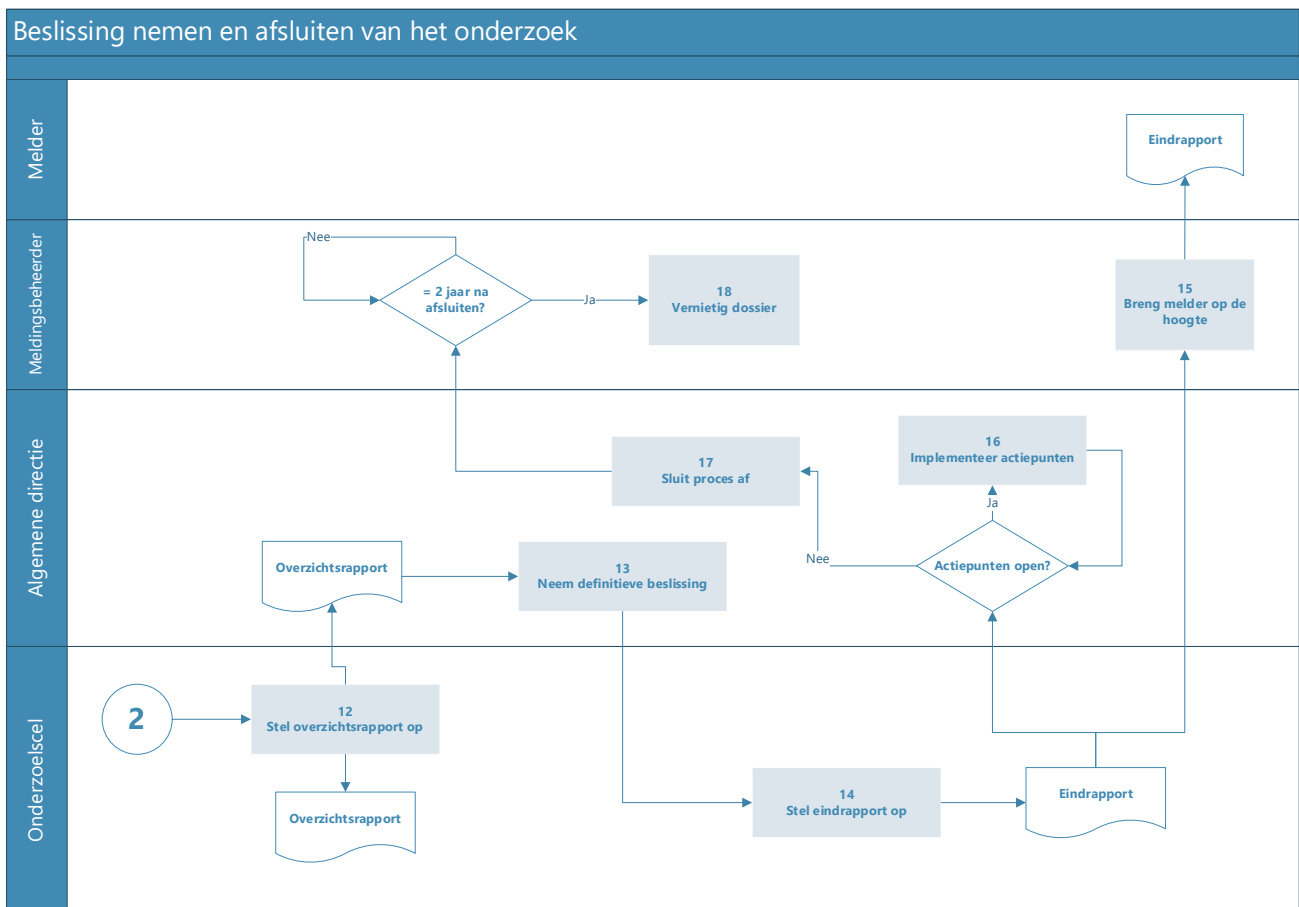 Beslissing nemen en afsluiten van het onderzoek
Melder
Eindrapport
Meldingsbeheerder
Nee
= 2 jaar na
afsluiten?
Ja
18
Vernietig dossier
15
Breng melder op de
hoogte
Algemene directie
16
Implementeer actiepunten
17
Sluit proces af
Ja
Nee
Actiepunten open?
Overzichtsrapport
13
Neem definitieve beslissing
Onderzoelscel
2
12
Stel overzichtsrapport op
Overzichtsrapport
14
Stel eindrapport op
Eindrapport